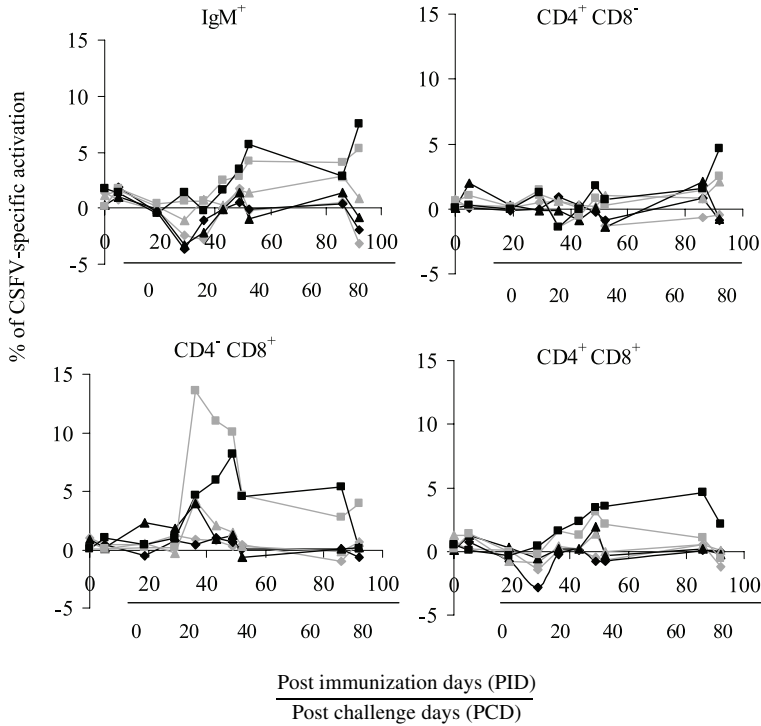 IgM⁺
CD4⁺ CD8⁻
% of CSFV-specific activation
15
10
5
0
-5
0 20 40 60 80 100
0 20 40 60 80
15
10
5
0
-5
0 20 40 60 80 100
0 20 40 60 80
CD4⁻ CD8⁺
CD4⁺ CD8⁺
15
10
5
0
-5
0 20 40 60 80 100
0 20 40 60 80
15
10
5
0
-5
0 20 40 60 80 100
0 20 40 60 80
Post immunization days (PID)
Post challenge days (PCD)